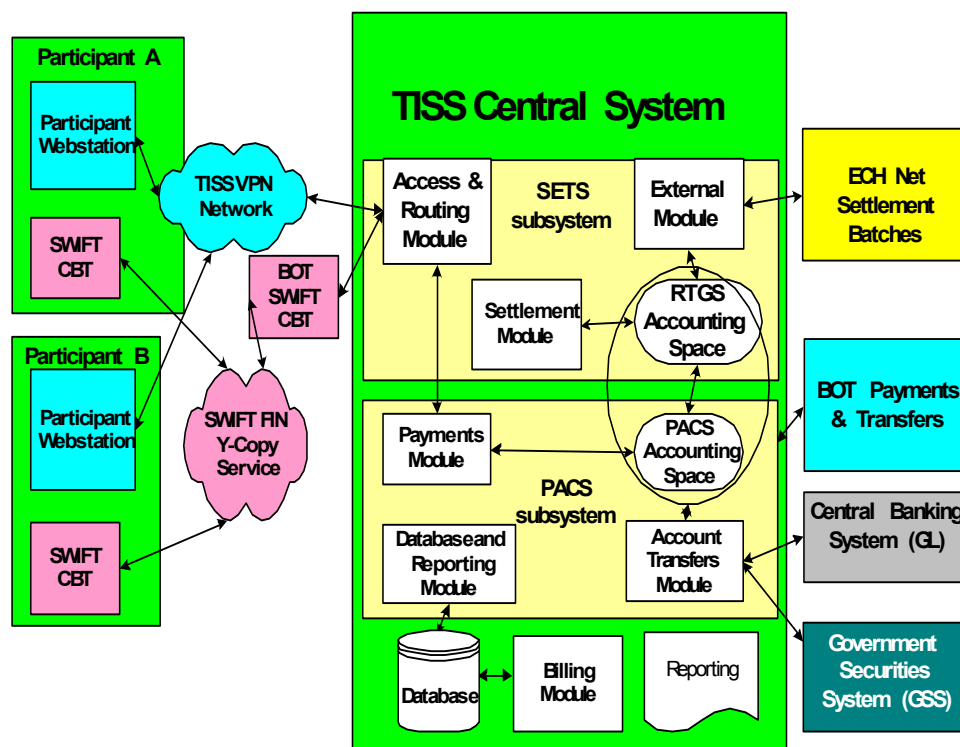 Participant A
Participant
Webstation
SWIFT
CBT
Participant B
Participant
Webstation
SWIFT
CBT
TISS VPN
Network
BOT
SWIFT
CBT
SWIFT FIN
Y-Copy
Service
TISS Central System
Access &
Routing
Module
SETS
subsystem
External
Module
Settlement
Module
RTGS
Accounting
Space
Payments
Module
PACS
Accounting
Space
PACS
subsystem
Database and
Reporting
Module
Account
Transfers
Module
Database
Billing
Module
Reporting
ECH Net
Settlement
Batches
BOT Payments
& Transfers
Central Banking
System (GL)
Government
Securities
System (GSS)